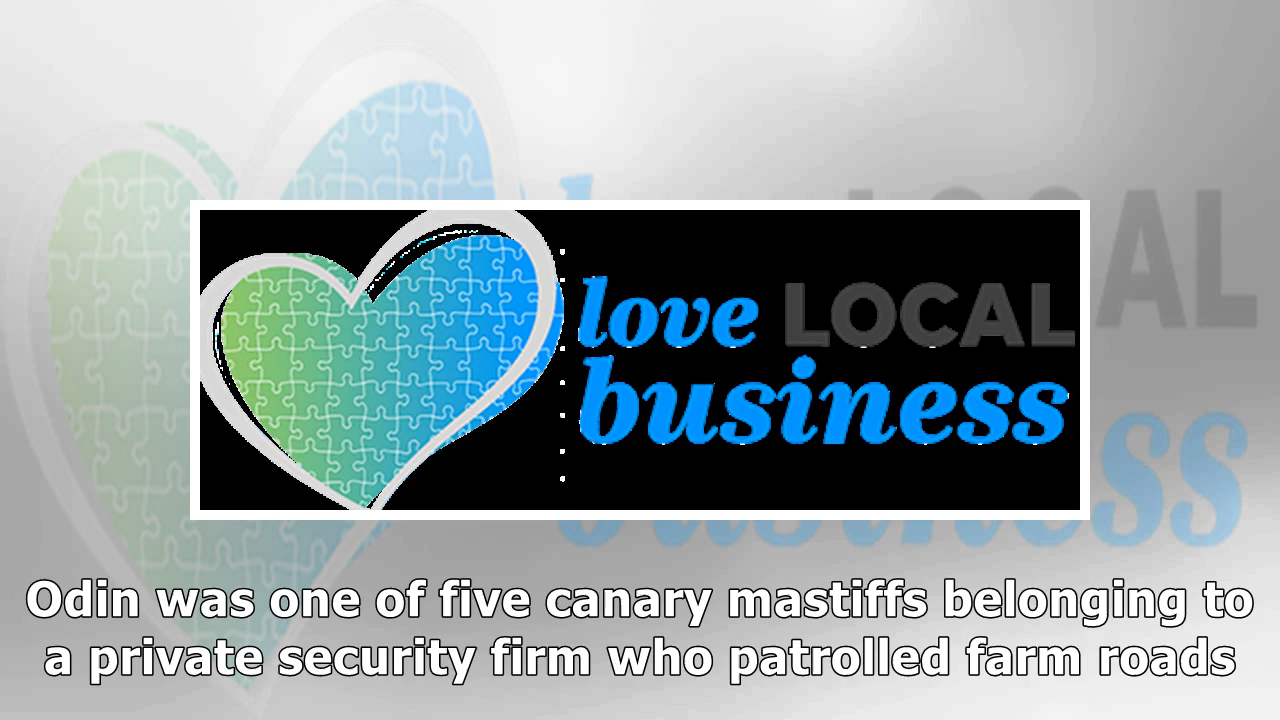 love LOCAL
business
Odin was one of five canary mastiffs belonging to
a private security firm who patrolled farm roads